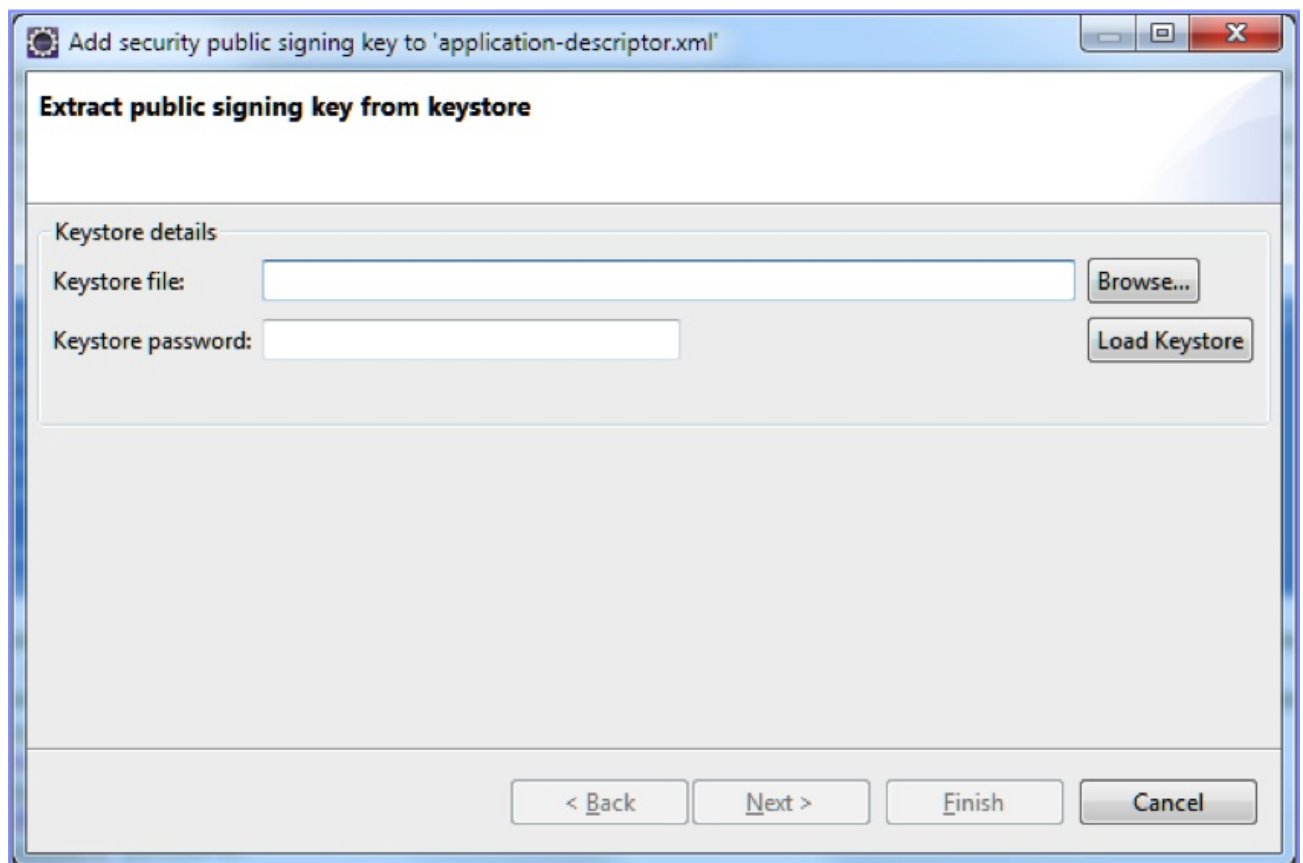 Add security public signing key to 'application-descriptor.xml'
Extract public signing key from keystore
Keystore details
Keystore file: Browse...
Keystore password: Load Keystore
< Back Next > Finish Cancel